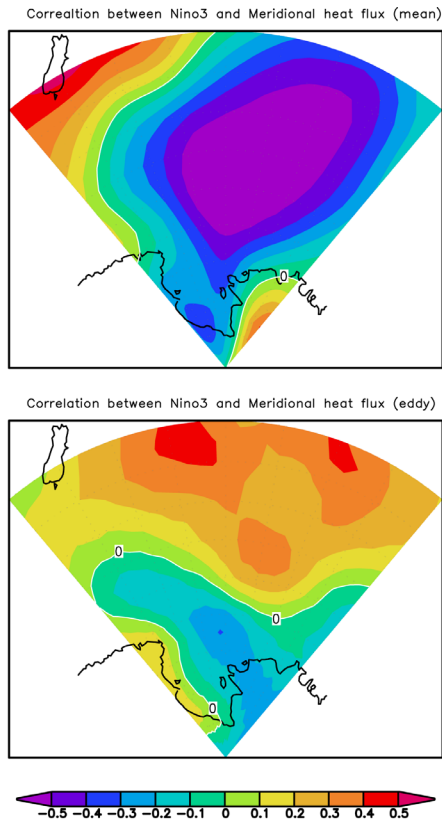 Correaltion between Nino3 and Meridional heat flux (mean)
0
Correlation between Nino3 and Meridional heat flux (eddy)
0
0
0
−0.5 −0.4 −0.3 −0.2 −0.1 0 0.1 0.2 0.3 0.4 0.5